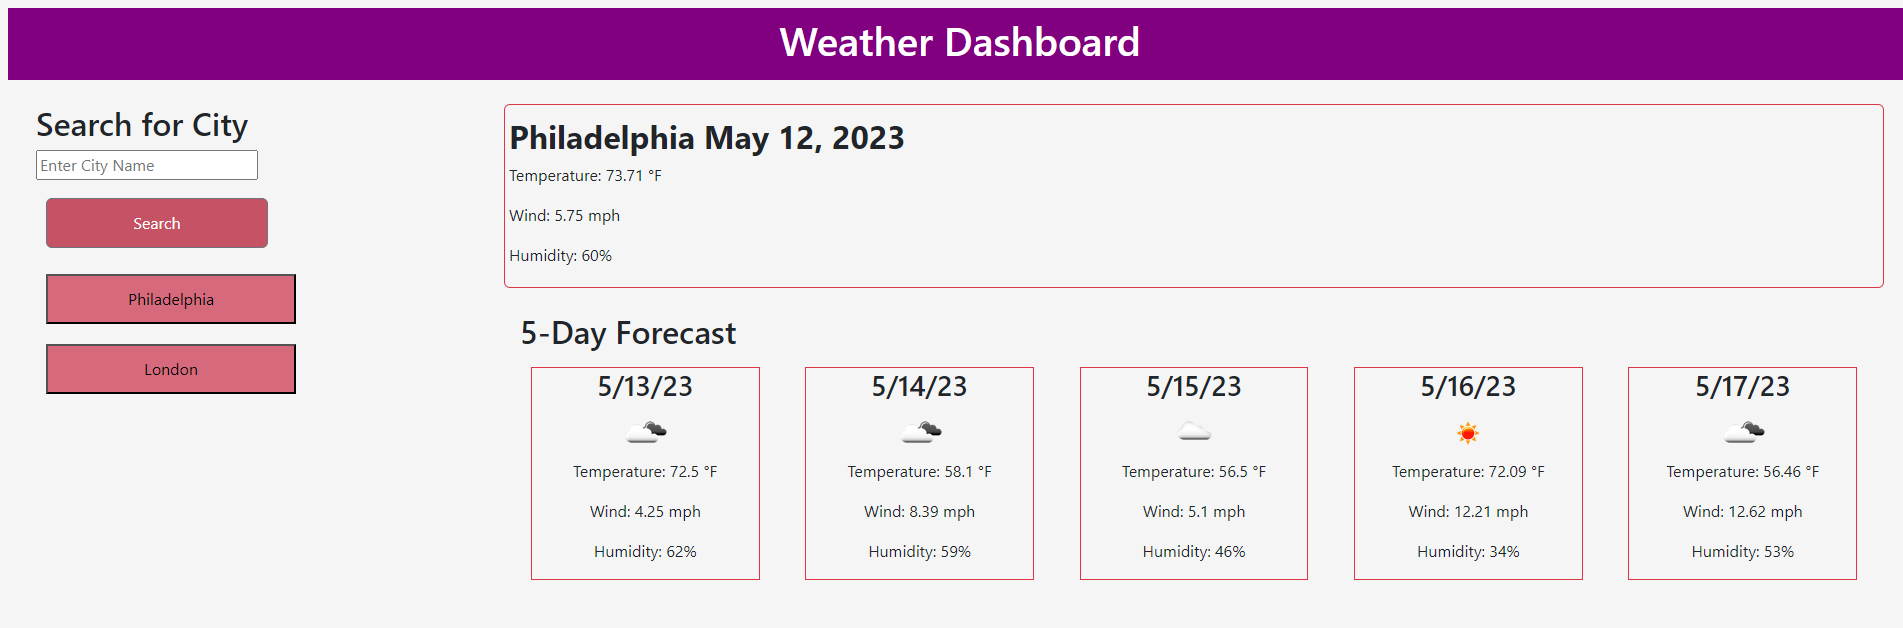 Weather Dashboard
Search for City
Enter City Name
Search
Philadelphia
London
Philadelphia May 12, 2023
Temperature: 73.71 °F
Wind: 5.75 mph
Humidity: 60%
5-Day Forecast
5/13/23
Temperature: 72.5 °F
Wind: 4.25 mph
Humidity: 62%
5/14/23
Temperature: 58.1 °F
Wind: 8.39 mph
Humidity: 59%
5/15/23
Temperature: 56.5 °F
Wind: 5.1 mph
Humidity: 46%
5/16/23
Temperature: 72.09 °F
Wind: 12.21 mph
Humidity: 34%
5/17/23
Temperature: 56.46 °F
Wind: 12.62 mph
Humidity: 53%